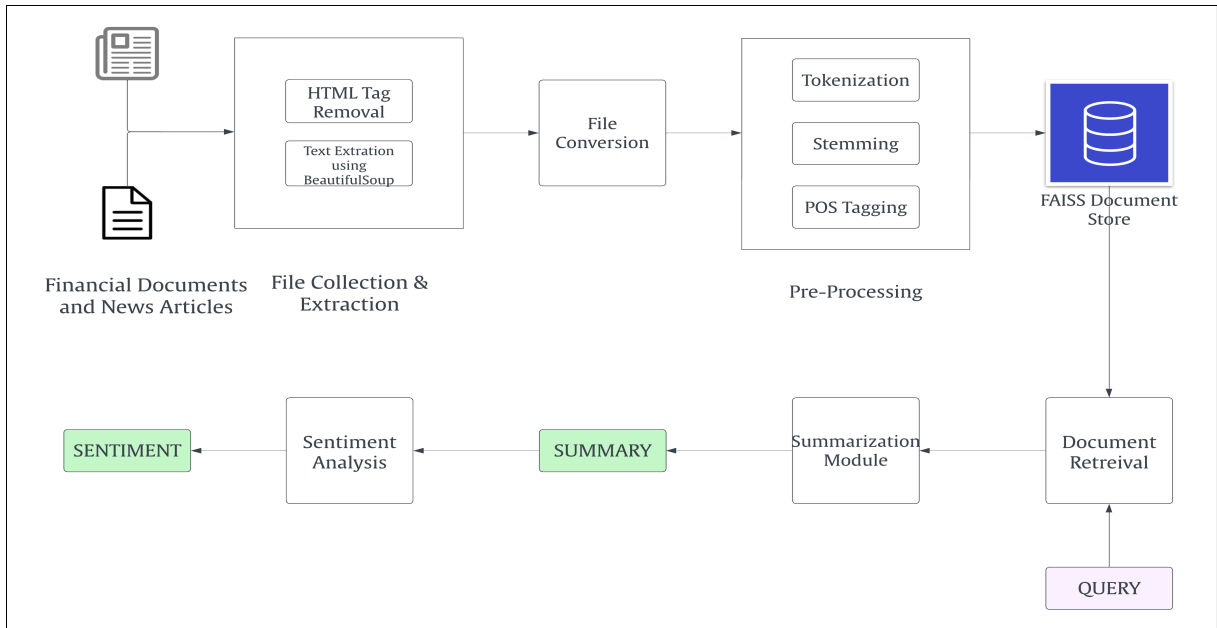 HTML Tag
Removal
Text Extration
using
BeautifulSoup
File
Conversion
Tokenization
Stemming
POS Tagging
FAISS Document
Store
Financial Documents
and News Articles
File Collection &
Extraction
Pre-Processing
SENTIMENT
Sentiment
Analysis
SUMMARY
Summarization
Module
Document
Retreival
QUERY